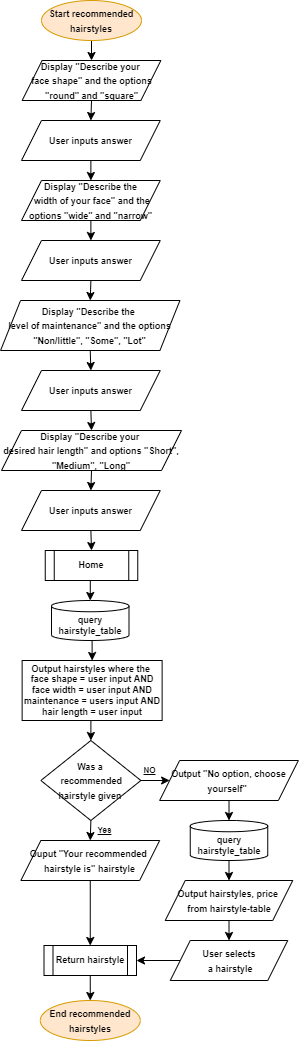 Start recommended
hairstyles
Display "Describe your
face shape" and the options
"round" and "square"
User inputs answer
Display "Describe the
width of your face" and the
options "wide" and "narrow"
User inputs answer
Display "Describe the
level of maintenance" and the options
"Non/little", "Some", "Lot"
User inputs answer
Display "Describe your
desired hair length" and options "Short",
"Medium", "Long"
User inputs answer
Home
query
hairstyle_table
Output hairstyles where the
face shape = user input AND
face width = user input AND
maintenance = users input AND
hair length = user input
Was a
recommended
hairstyle given
NO
Output "No option, choose
yourself"
Yes
query
hairstyle_table
Ouput "Your recommended
hairstyle is" hairstyle
Output hairstyles, price
from hairstyle-table
User selects
a hairstyle
Return hairstyle
End recommended
hairstyles